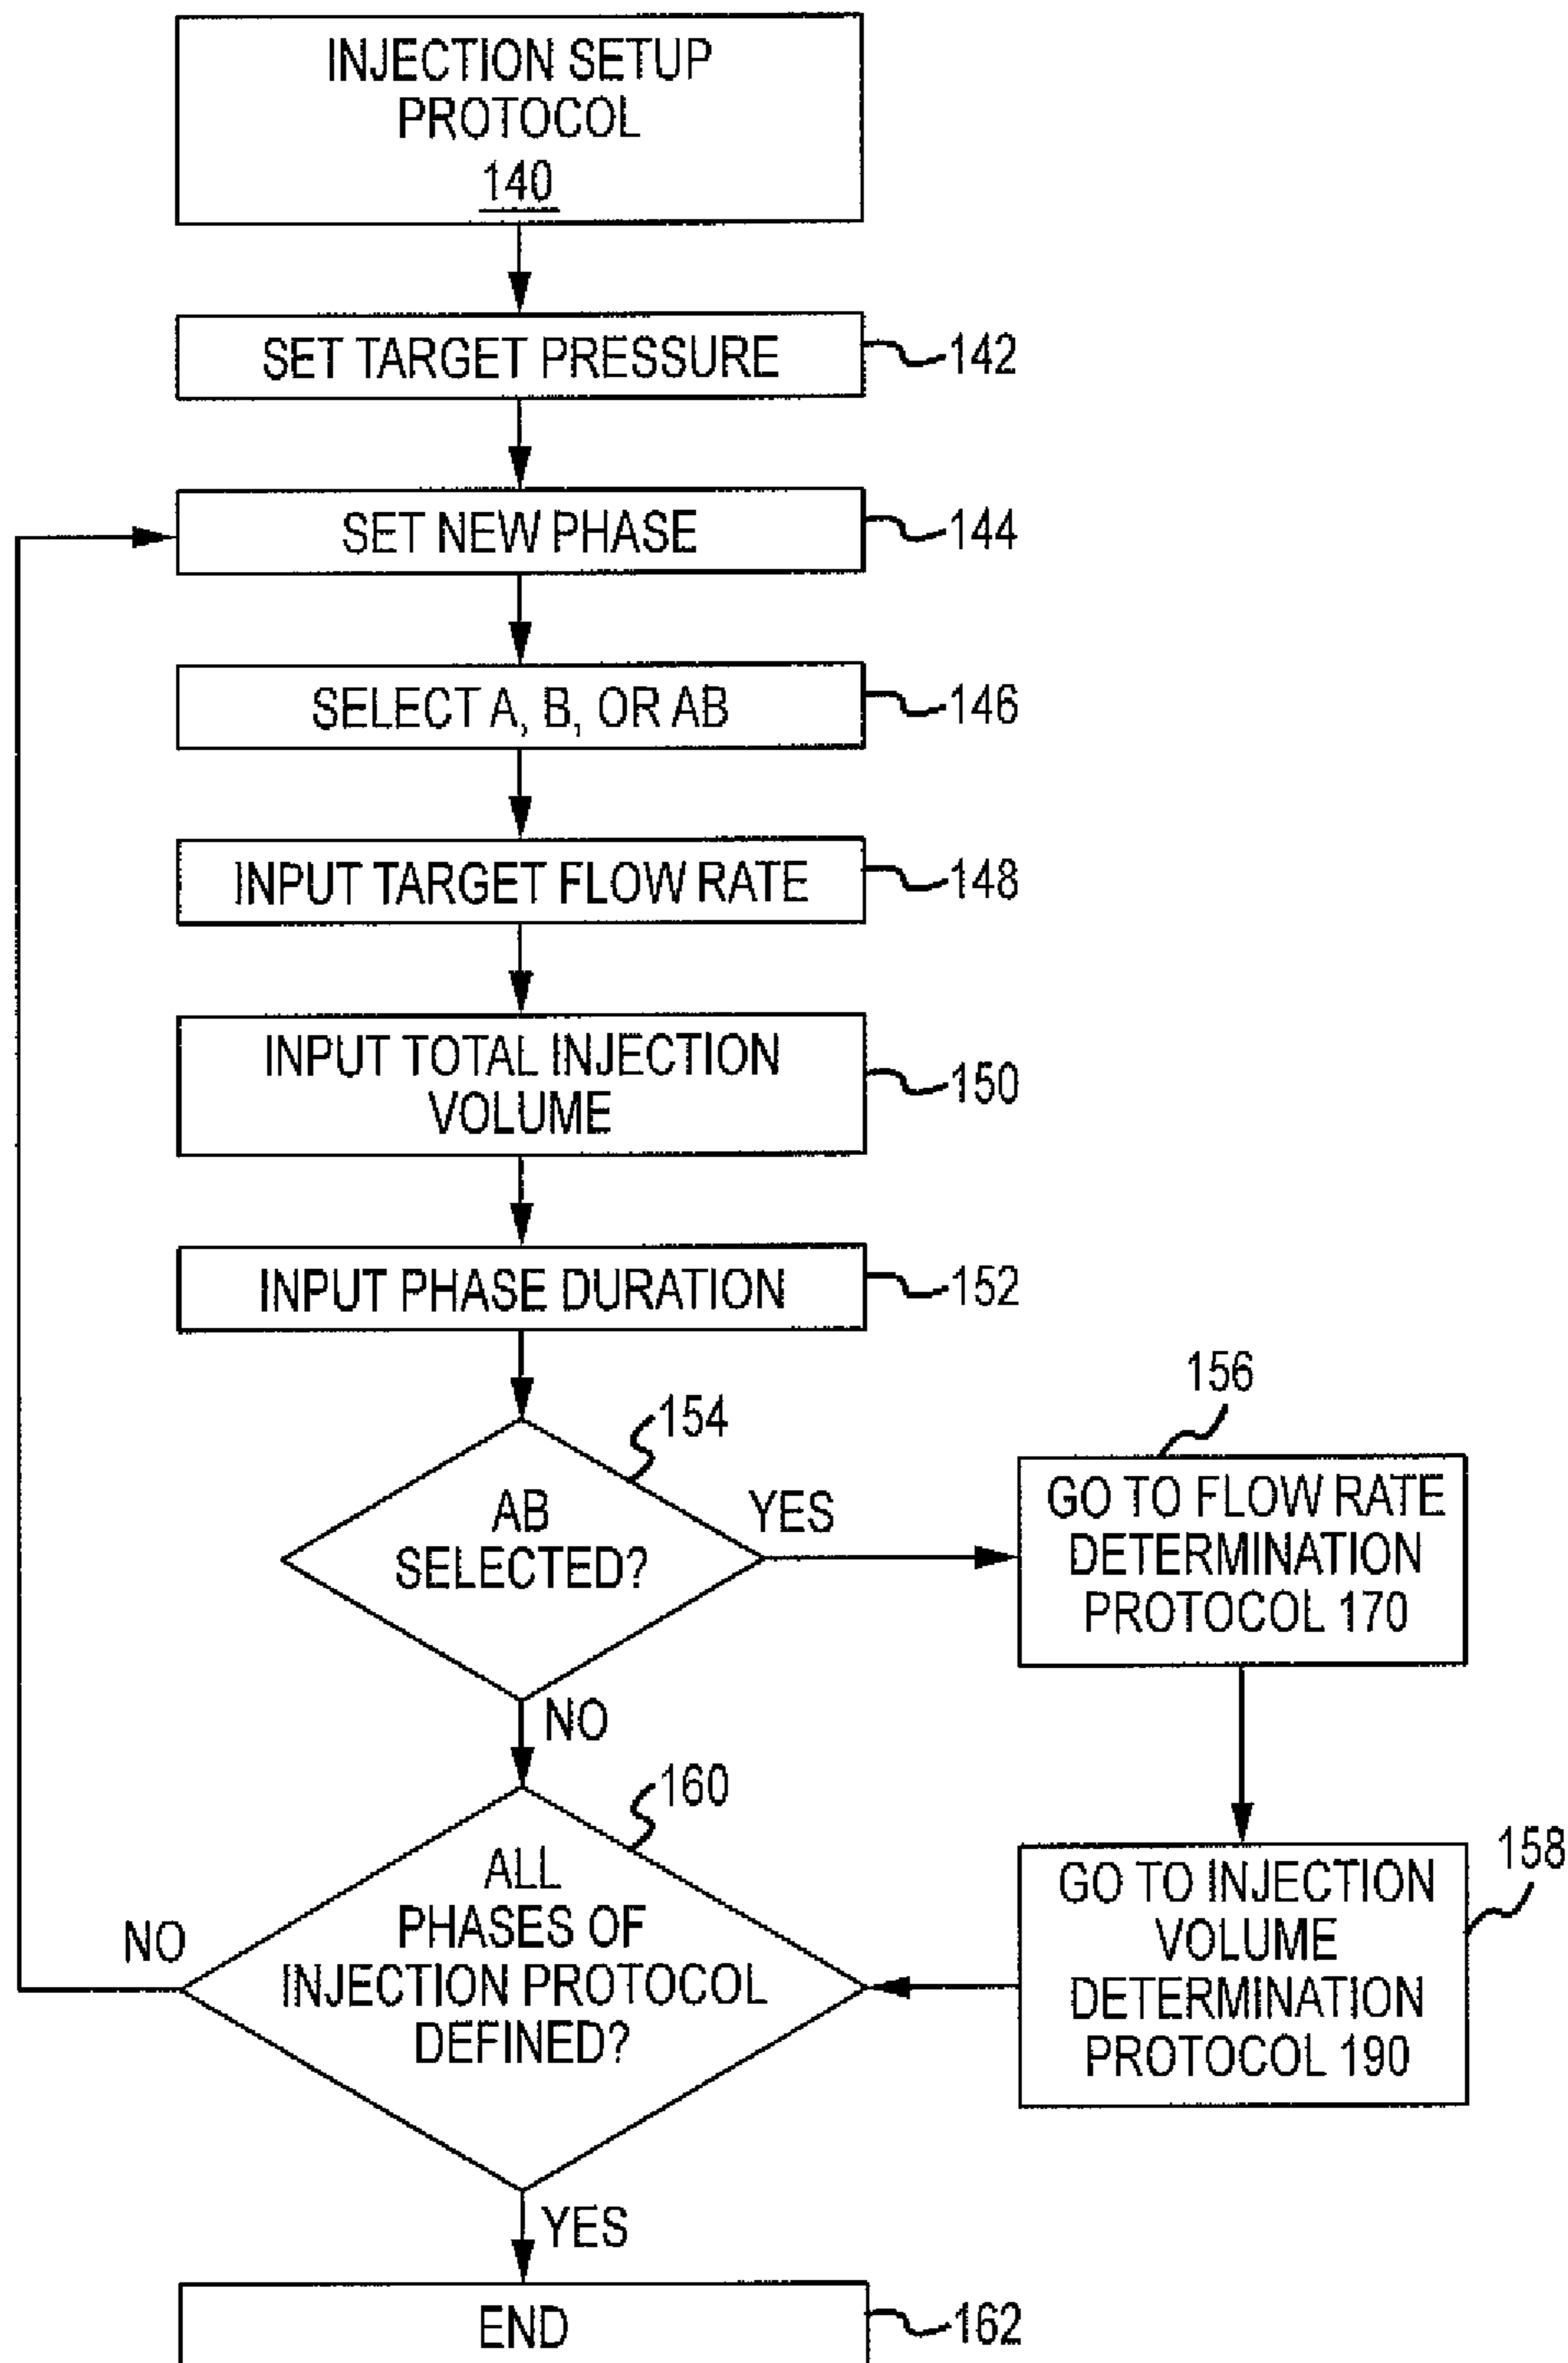 INJECTION SETUP
PROTOCOL
140
SET TARGET PRESSURE
142
SET NEW PHASE
144
SELECT A, B, OR AB
146
INPUT TARGET FLOW RATE
148
INPUT TOTAL INJECTION
VOLUME
150
INPUT PHASE DURATION
152
154
AB
SELECTED?
YES
NO
156
GO TO FLOW RATE
DETERMINATION
PROTOCOL 170
158
GO TO INJECTION
VOLUME
DETERMINATION
PROTOCOL 190
160
ALL
PHASES OF
INJECTION PROTOCOL
DEFINED?
NO
YES
END
162